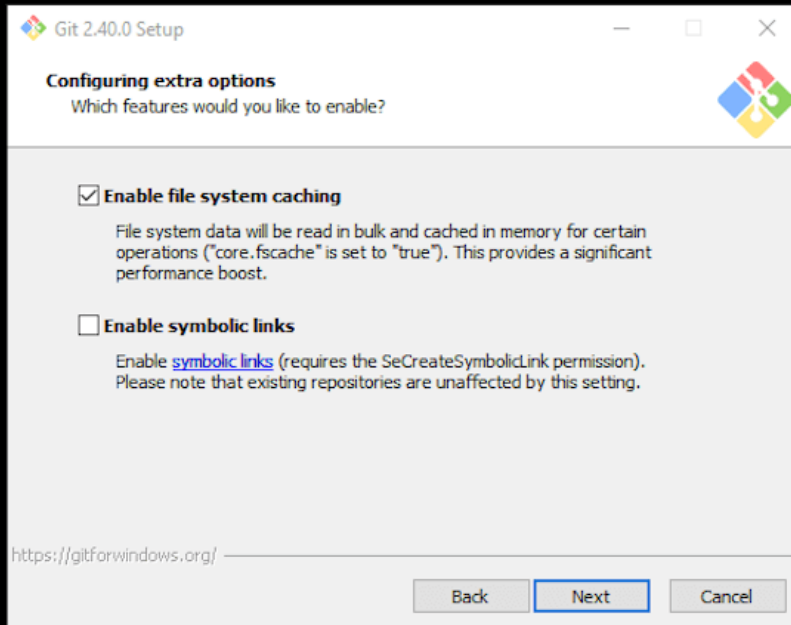 Git 2.40.0 Setup
Configuring extra options
Which features would you like to enable?
Enable file system caching
File system data will be read in bulk and cached in memory for certain
operations ("core.fscache" is set to "true"). This provides a significant
performance boost.
Enable symbolic links
Enable symbolic links (requires the SeCreateSymbolicLink permission).
Please note that existing repositories are unaffected by this setting.
https://gitforwindows.org/
Back Next Cancel